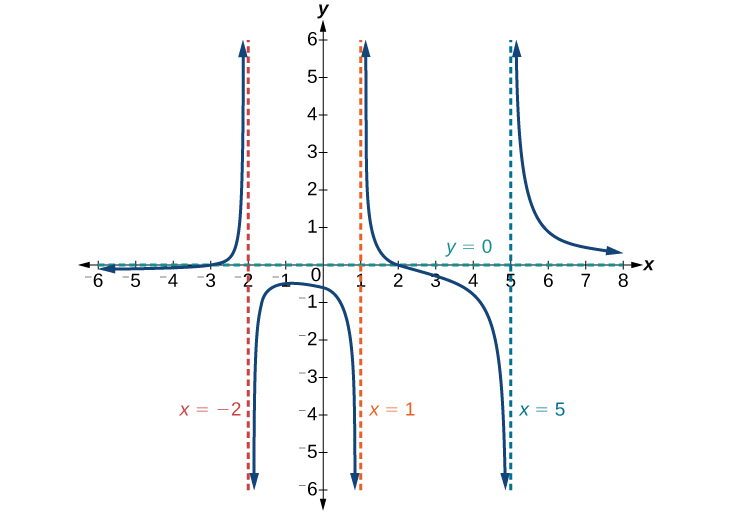 y
6
5
4
3
2
1
y = 0
x
–6 –5 –4 –3 –2 –1 0 1 2 3 4 5 6 7 8
–1
–2
–3
x = –2 –4 x = 1 x = 5
–5
–6